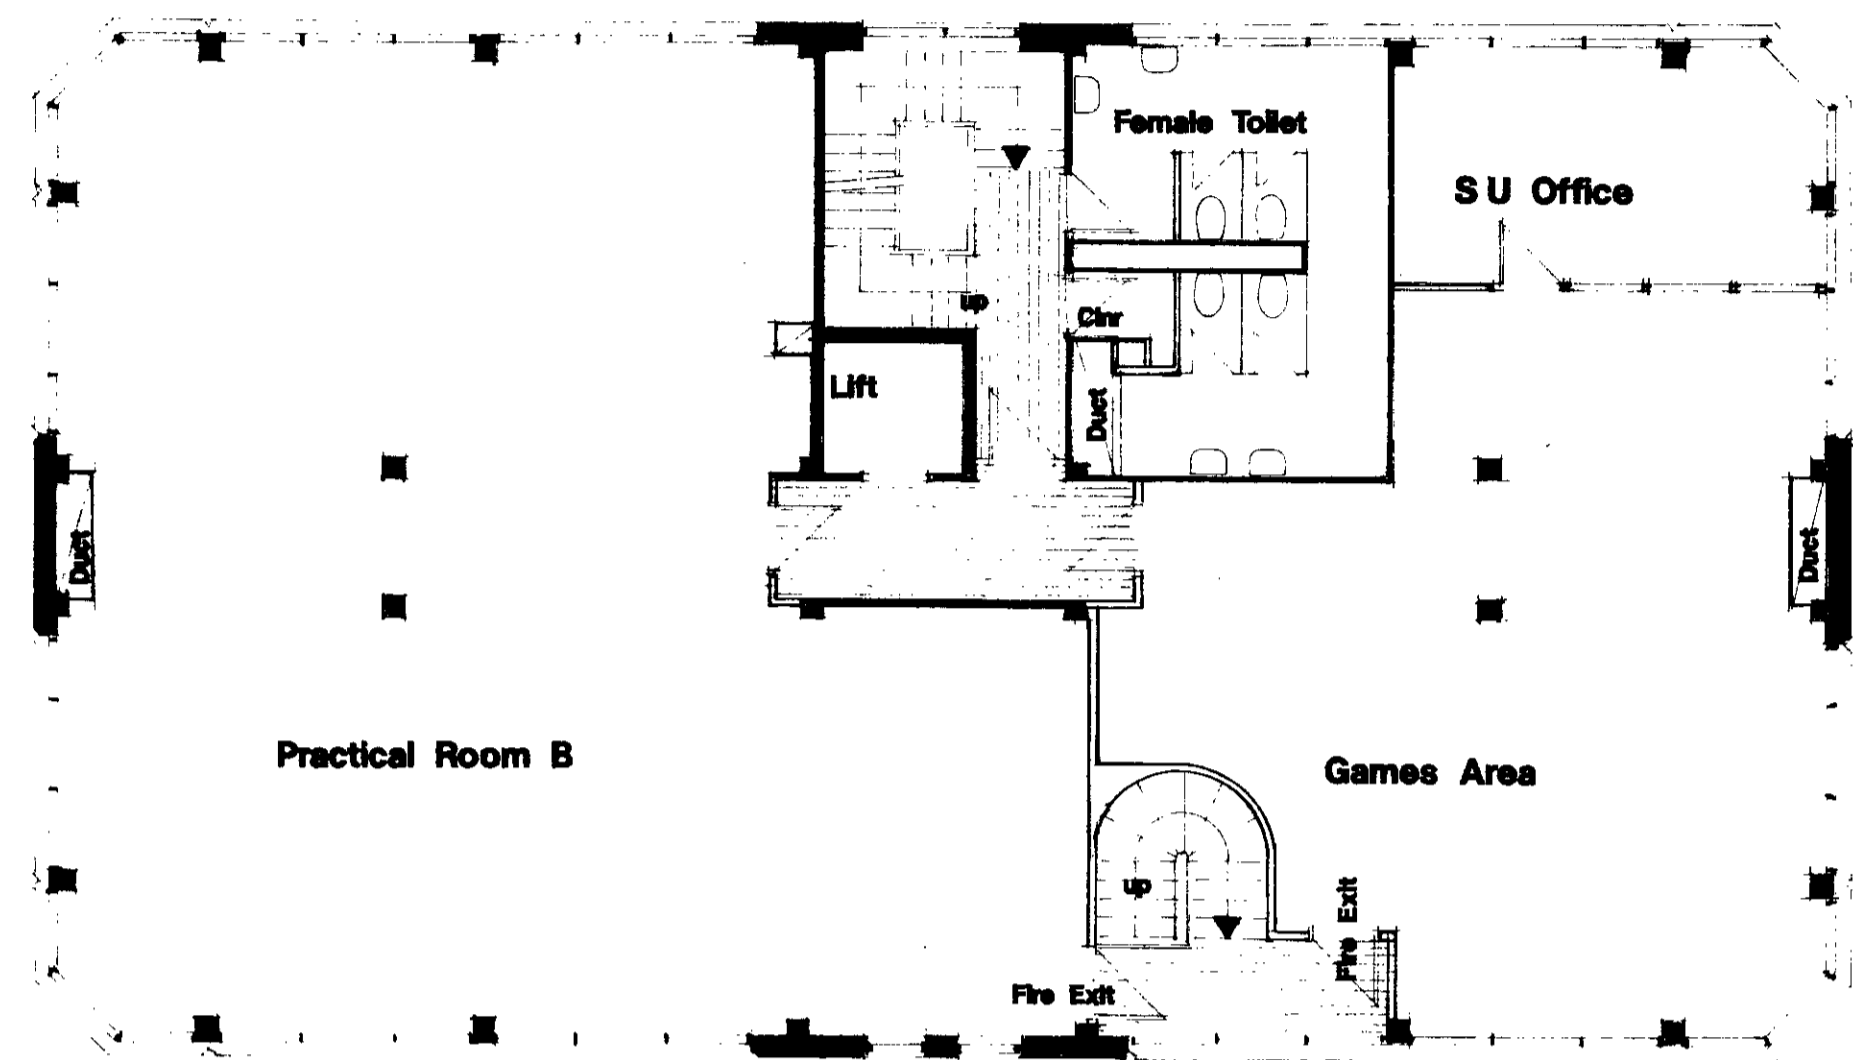 Female Toilet
S U Office
up
Clnr
Lift
Duct
Duct
Duct
Practical Room B
Games Area
up
Fire Exit
Fire Exit